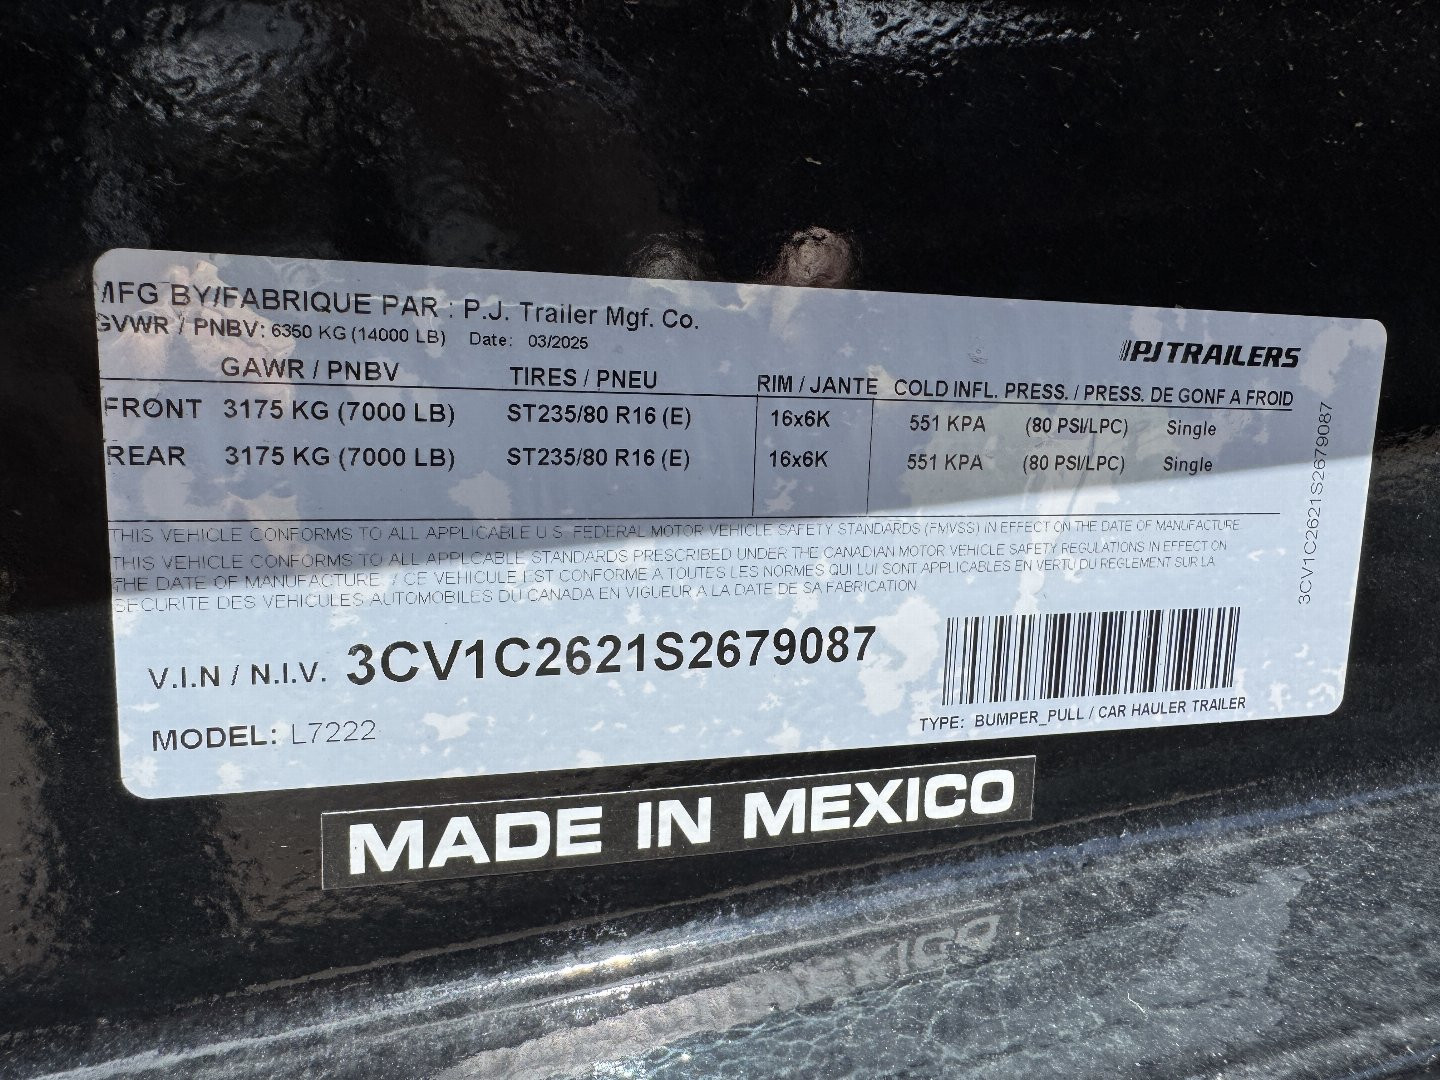 MFG BY/FABRIQUE PAR : P.J. Trailer Mfg. Co.
GVWR / PNBV: 6350 KG (14000 LB) Date: 03/2025
PJ TRAILERS
GAWR / PNBV TIRES / PNEU RIM / JANTE COLD INFL. PRESS. / PRESS. DE GONF A FROID
FRONT 3175 KG (7000 LB) ST235/80 R16 (E) 16x6K 551 KPA (80 PSI/LPC) Single
REAR 3175 KG (7000 LB) ST235/80 R16 (E) 16x6K 551 KPA (80 PSI/LPC) Single
3CV1C2621S2679087
THIS VEHICLE CONFORMS TO ALL APPLICABLE U.S. FEDERAL MOTOR VEHICLE SAFETY STANDARDS (FMVSS) IN EFFECT ON THE DATE OF MANUFACTURE
THIS VEHICLE CONFORMS TO ALL APPLICABLE STANDARDS PRESCRIBED UNDER THE CANADIAN MOTOR VEHICLE SAFETY REGULATIONS IN EFFECT ON
THE DATE OF MANUFACTURE. / CE VEHICULE EST CONFORME A TOUTES LES NORMES QUI LUI SONT APPLICABLES EN VERTU DU REGLEMENT SUR LA
SECURITE DES VEHICULES AUTOMOBILES DU CANADA EN VIGUEUR A LA DATE DE SA FABRICATION
V.I.N / N.I.V. 3CV1C2621S2679087
MODEL: L7222
TYPE: BUMPER_PULL / CAR HAULER TRAILER
MADE IN MEXICO